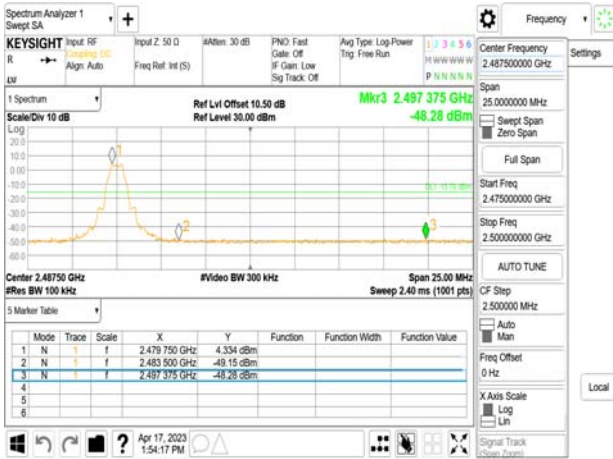 Spectrum Analyzer 1
Swept SA
+
Frequency
KEYSIGHT
R
Input: RF
Coupling: DC
Align: Auto
Input Z: 50 Ω
Freq Ref: Int (S)
#Atten: 30 dB
PNO: Fast
Gate: Off
IF Gain: Low
Sig Track: Off
Avg Type: Log-Power
Trig: Free Run
1 2 3 4 5 6
M W W W W W
P N N N N N
1 Spectrum
Scale/Div 10 dB
Ref Lvl Offset 10.50 dB
Ref Level 30.00 dBm
Mkr3 2.497 375 GHz
-48.28 dBm
Log
20.0
10.0
0.00
-10.0
-20.0
-30.0
-40.0
-50.0
-60.0
1
2
3
Center 2.48750 GHz
#Res BW 100 kHz
#Video BW 300 kHz
Span 25.00 MHz
Sweep 2.40 ms (1001 pts)
5 Marker Table
Mode Trace Scale X Y Function Function Width Function Value
1 N 1 f 2.479 750 GHz 4.334 dBm
2 N 1 f 2.483 500 GHz -49.15 dBm
3 N 1 f 2.497 375 GHz -48.28 dBm
4
5
6
Apr 17, 2023
1:54:17 PM
?
Center Frequency
2.487500000 GHz
Settings
Span
25.0000000 MHz
Swept Span
Zero Span
Full Span
Start Freq
2.475000000 GHz
Stop Freq
2.500000000 GHz
AUTO TUNE
CF Step
2.500000 MHz
Auto
Man
Freq Offset
0 Hz
X Axis Scale
Log
Lin
Local
Signal Track
(Span Zoom)